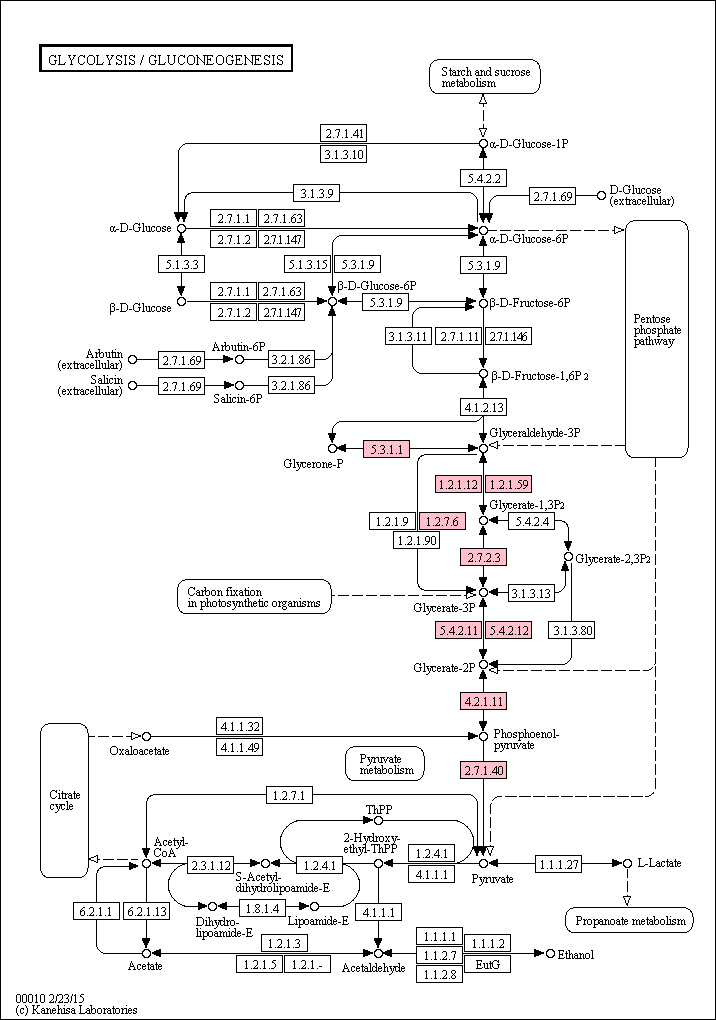 GLYCOLYSIS / GLUCONEOGENESIS
Starch and sucrose
metabolism
2.7.1.41
3.1.3.10
α-D-Glucose-1P
5.4.2.2
3.1.3.9
2.7.1.69
D-Glucose
(extracellular)
α-D-Glucose
2.7.1.1
2.7.1.63
2.7.1.2
2.7.1.147
α-D-Glucose-6P
5.1.3.3
5.1.3.15
5.3.1.9
5.3.1.9
β-D-Glucose
2.7.1.1
2.7.1.63
2.7.1.2
2.7.1.147
β-D-Glucose-6P
5.3.1.9
β-D-Fructose-6P
Pentose
phosphate
pathway
3.1.3.11
2.7.1.11
2.7.1.146
Arbutin
(extracellular)
2.7.1.69
Arbutin-6P
3.2.1.86
Salicin
(extracellular)
2.7.1.69
Salicin-6P
3.2.1.86
β-D-Fructose-1,6P2
4.1.2.13
Glyceraldehyde-3P
Glycerone-P
5.3.1.1
1.2.1.12
1.2.1.59
Glycerate-1,3P2
1.2.1.9
1.2.7.6
5.4.2.4
1.2.1.90
2.7.2.3
Glycerate-2,3P2
Carbon fixation
in photosynthetic organisms
3.1.3.13
Glycerate-3P
5.4.2.11
5.4.2.12
3.1.3.80
Glycerate-2P
4.2.1.11
4.1.1.32
Oxaloacetate
4.1.1.49
Phosphoenol-
pyruvate
Pyruvate
metabolism
2.7.1.40
Citrate
cycle
1.2.7.1
ThPP
Acetyl-
CoA
2-Hydroxy-
ethyl-ThPP
1.2.4.1
2.3.1.12
1.2.4.1
4.1.1.1
1.1.1.27
L-Lactate
S-Acetyl-
dihydrolipoamide-E
Pyruvate
6.2.1.1
6.2.1.13
1.8.1.4
4.1.1.1
Dihydro-
lipoamide-E
Lipoamide-E
Propanoate metabolism
1.2.1.3
1.1.1.1
1.1.1.2
1.1.2.7
Ethanol
Acetate
1.2.1.5
1.2.1.-
Acetaldehyde
EutG
1.1.2.8
00010 2/23/15
(c) Kanehisa Laboratories